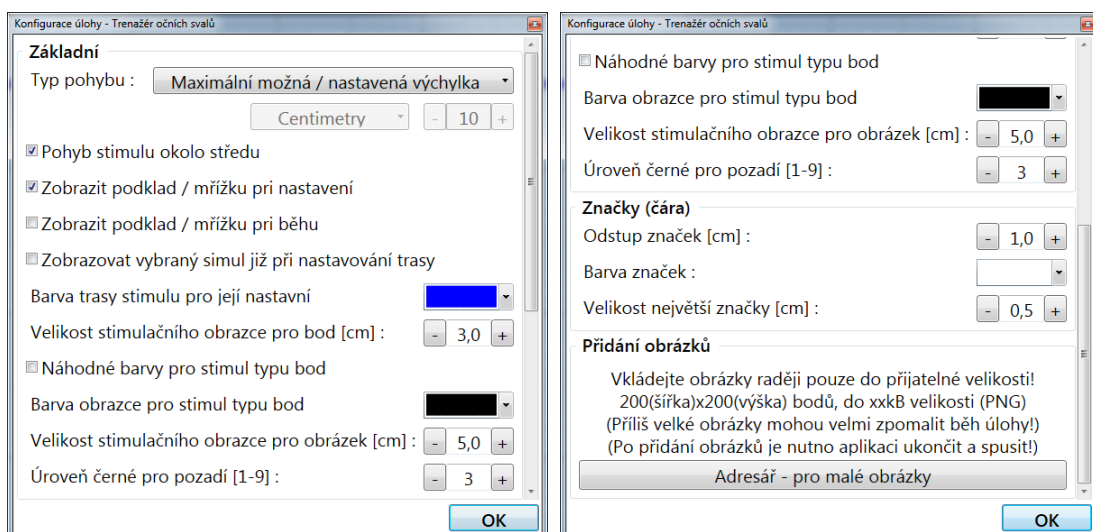 Konfigurace úlohy - Trenažér očních svalů
Základní
Typ pohybu : Maximální možná / nastavená výchylka
Centimetry - 10 +
Pohyb stimulu okolo středu
Zobrazit podklad / mřížku při nastavení
Zobrazit podklad / mřížku při běhu
Zobrazovat vybraný simul již při nastavování trasy
Barva trasy stimulu pro její nastavní
Velikost stimulačního obrazce pro bod [cm] : - 3,0 +
Náhodné barvy pro stimul typu bod
Barva obrazce pro stimul typu bod
Velikost stimulačního obrazce pro obrázek [cm] : - 5,0 +
Úroveň černé pro pozadí [1-9] : - 3 +
OK
Konfigurace úlohy - Trenažér očních svalů
Náhodné barvy pro stimul typu bod
Barva obrazce pro stimul typu bod
Velikost stimulačního obrazce pro obrázek [cm] : - 5,0 +
Úroveň černé pro pozadí [1-9] : - 3 +
Značky (čára)
Odstup značek [cm] : - 1,0 +
Barva značek :
Velikost největší značky [cm] : - 0,5 +
Přidání obrázků
Vkládejte obrázky raději pouze do přijatelné velikosti!
200(šířka)x200(výška) bodů, do xxkB velikosti (PNG)
(Příliš velké obrázky mohou velmi zpomalit běh úlohy!)
(Po přidání obrázků je nutno aplikaci ukončit a spusit!)
Adresář - pro malé obrázky
OK